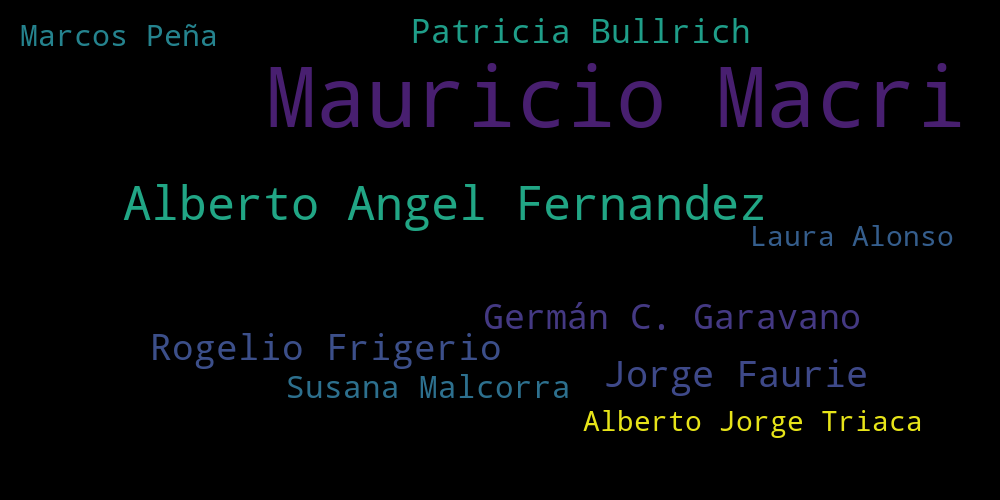 Marcos Peña
Patricia Bullrich
Mauricio Macri
Alberto Angel Fernandez
Laura Alonso
Germán C. Garavano
Rogelio Frigerio
Jorge Faurie
Susana Malcorra
Alberto Jorge Triaca